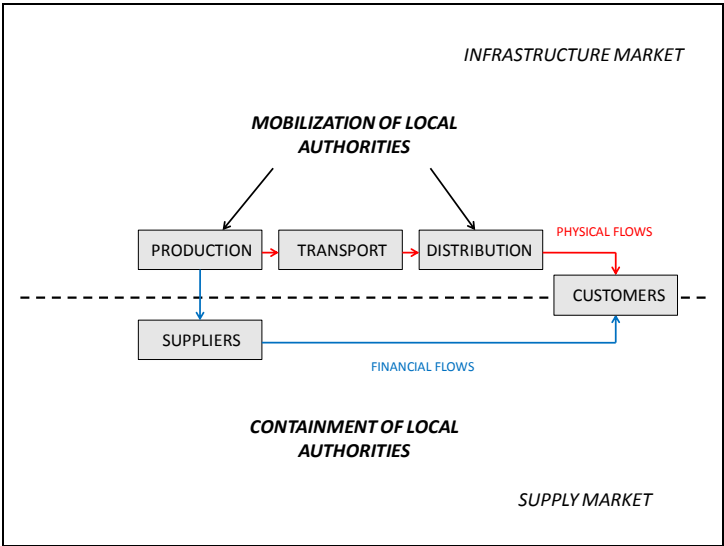 INFRASTRUCTURE MARKET
MOBILIZATION OF LOCAL
AUTHORITIES
PHYSICAL FLOWS
PRODUCTION
TRANSPORT
DISTRIBUTION
CUSTOMERS
SUPPLIERS
FINANCIAL FLOWS
CONTAINMENT OF LOCAL
AUTHORITIES
SUPPLY MARKET